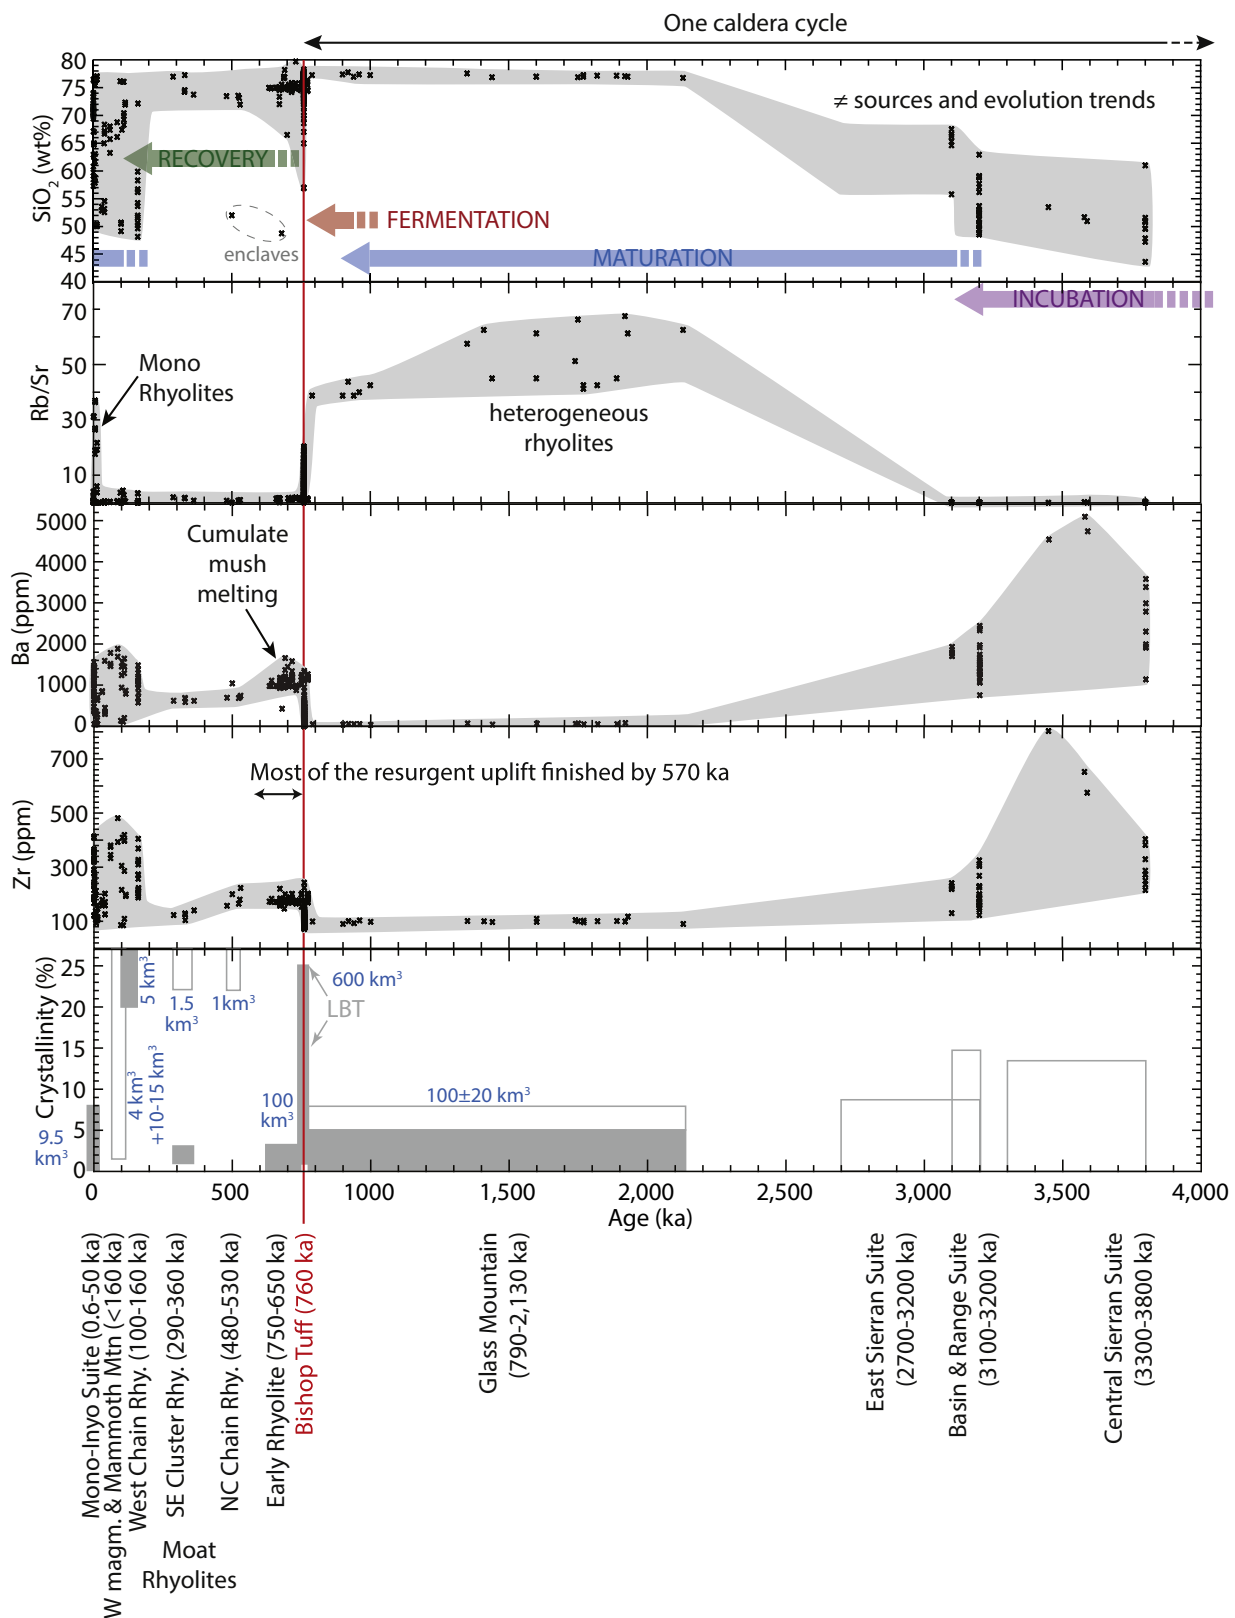 One caldera cycle
80
75
70
65
60
55
50
45
40
SiO2 (wt%)
≠ sources and evolution trends
RECOVERY
FERMENTATION
enclaves
MATURATION
INCUBATION
70
50
30
10
Rb/Sr
Mono
Rhyolites
heterogeneous
rhyolites
5000
4000
3000
2000
1000
0
Ba (ppm)
Cumulate
mush
melting
700
500
300
100
Zr (ppm)
Most of the resurgent uplift finished by 570 ka
25
20
15
10
5
0
Crystallinity (%)
9.5
km3
4 km3
+10-15 km3
5 km3
1.5
km3
1km3
100
km3
600 km3
LBT
100±20 km3
0
500
1000
1,500
2,000
2,500
3,000
3,500
4,000
Age (ka)
Mono-Inyo Suite (0.6-50 ka)
W magm. & Mammoth Mtn (<160 ka)
West Chain Rhy. (100-160 ka)
SE Cluster Rhy. (290-360 ka)
NC Chain Rhy. (480-530 ka)
Early Rhyolite (750-650 ka)
Bishop Tuff (760 ka)
Glass Mountain
(790-2,130 ka)
East Sierran Suite
(2700-3200 ka)
Basin & Range Suite
(3100-3200 ka)
Central Sierran Suite
(3300-3800 ka)
Moat
Rhyolites